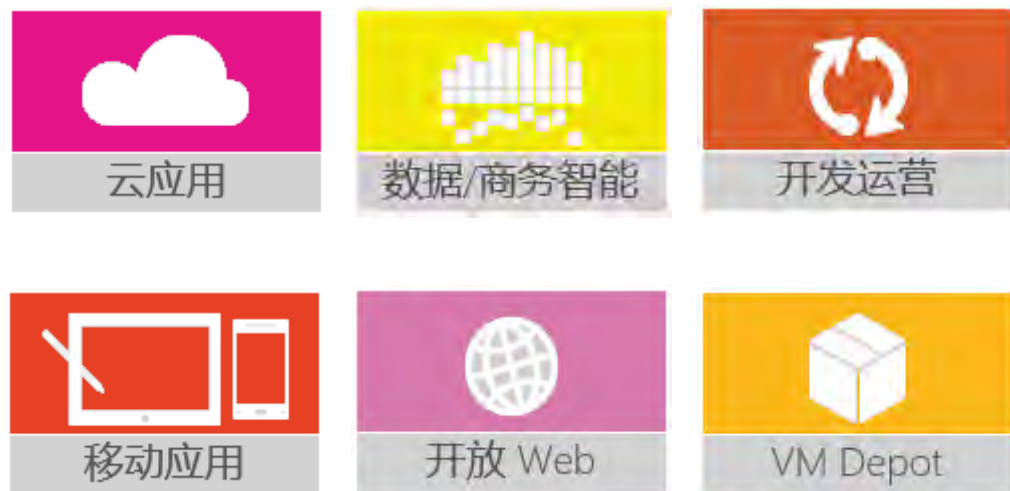 云应用
数据/商务智能
开发运营
移动应用
开放 Web
VM Depot